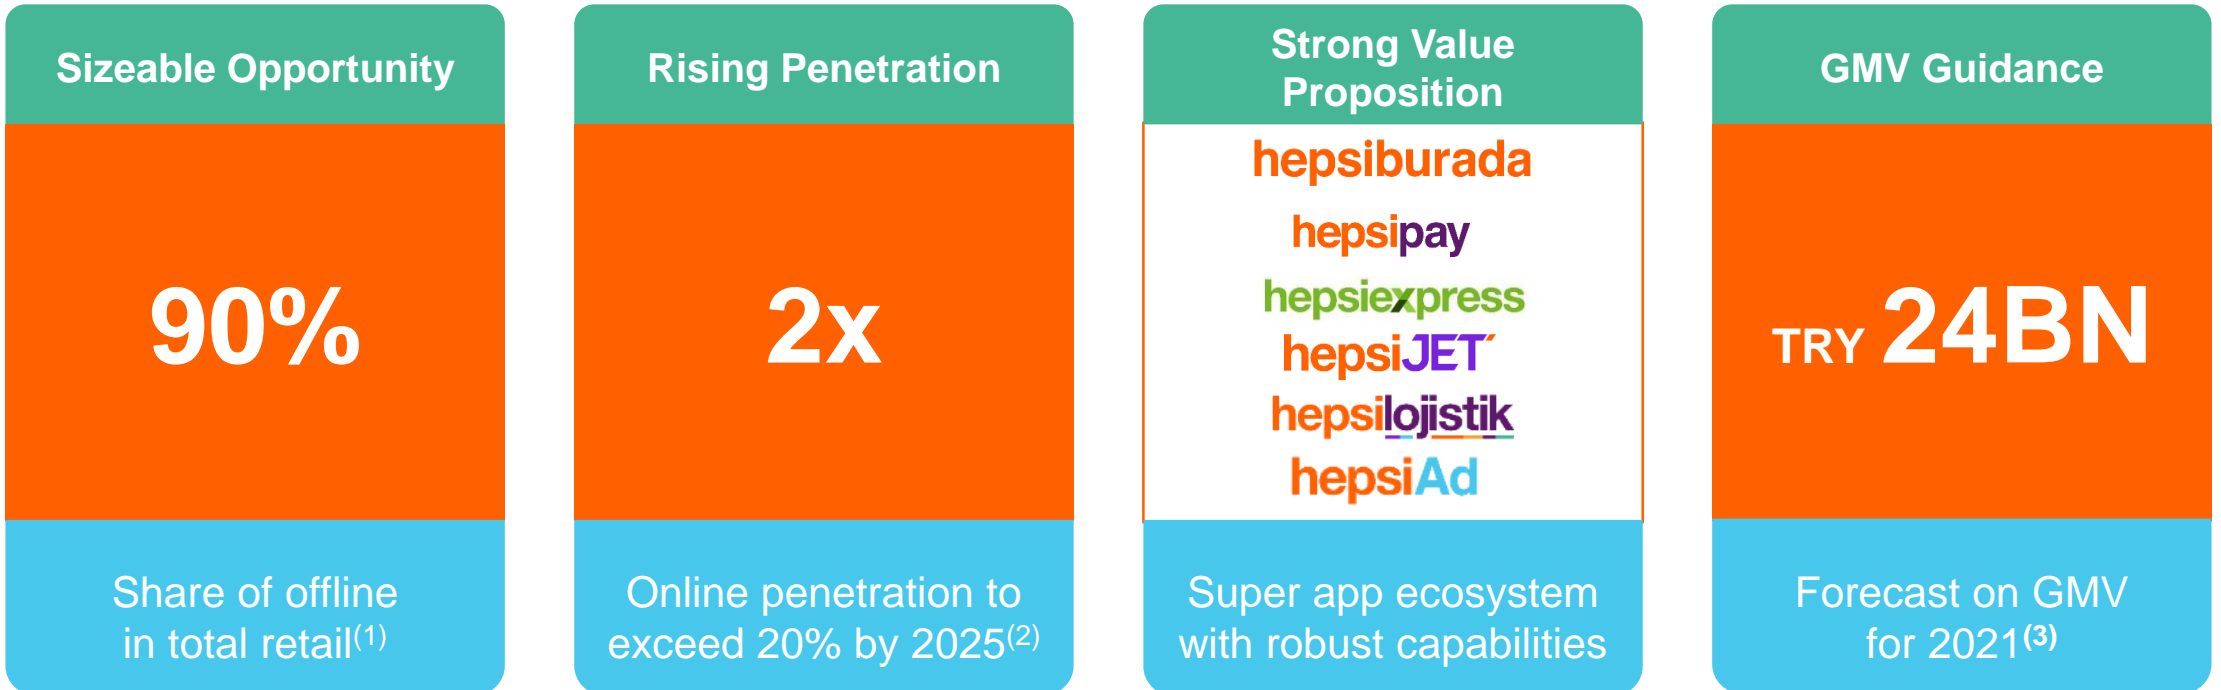 Sizeable Opportunity
90%
Share of offline
in total retail(1)
Rising Penetration
2x
Online penetration to
exceed 20% by 2025(2)
Strong Value
Proposition
hepsiburada
hepsipay
hepsiexpress
hepsiJET
hepsilojistik
hepsiAd
Super app ecosystem
with robust capabilities
GMV Guidance
TRY 24BN
Forecast on GMV
for 2021(3)